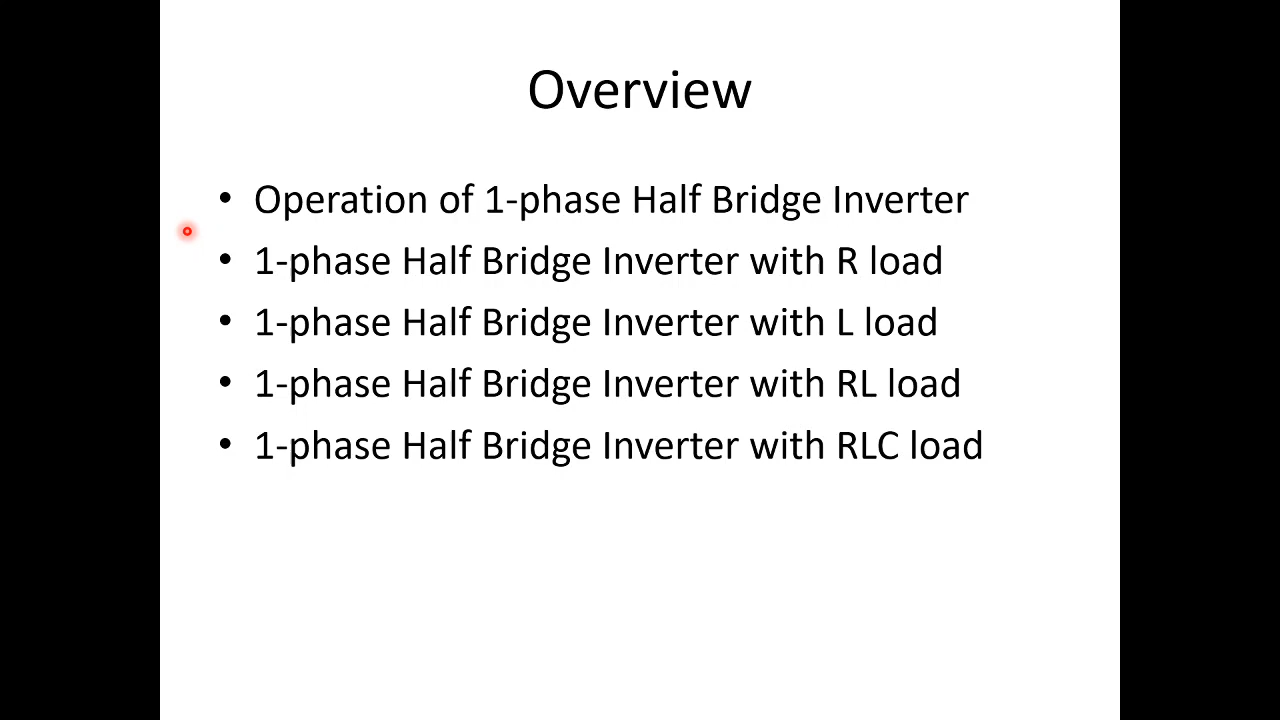 Overview
• Operation of 1-phase Half Bridge Inverter
• 1-phase Half Bridge Inverter with R load
• 1-phase Half Bridge Inverter with L load
• 1-phase Half Bridge Inverter with RL load
• 1-phase Half Bridge Inverter with RLC load